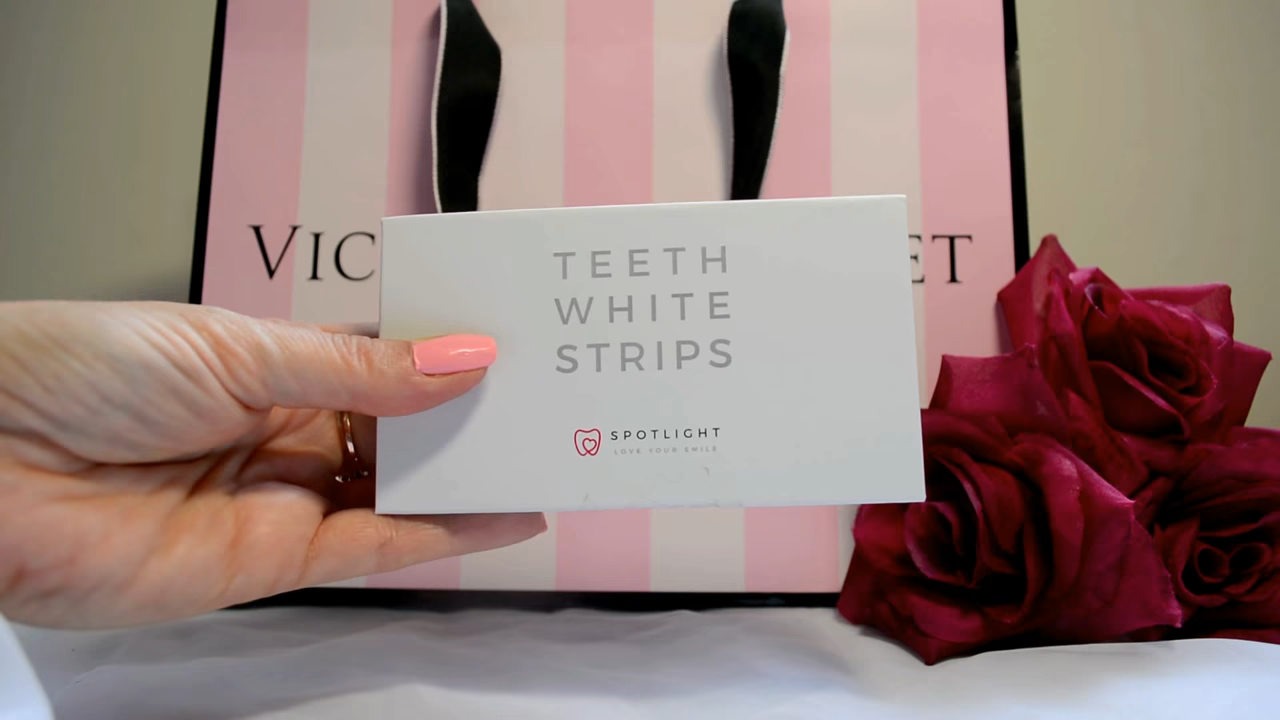 VIC
ET
TEETH
WHITE
STRIPS
SPOTLIGHT
LOVE YOUR SMILE